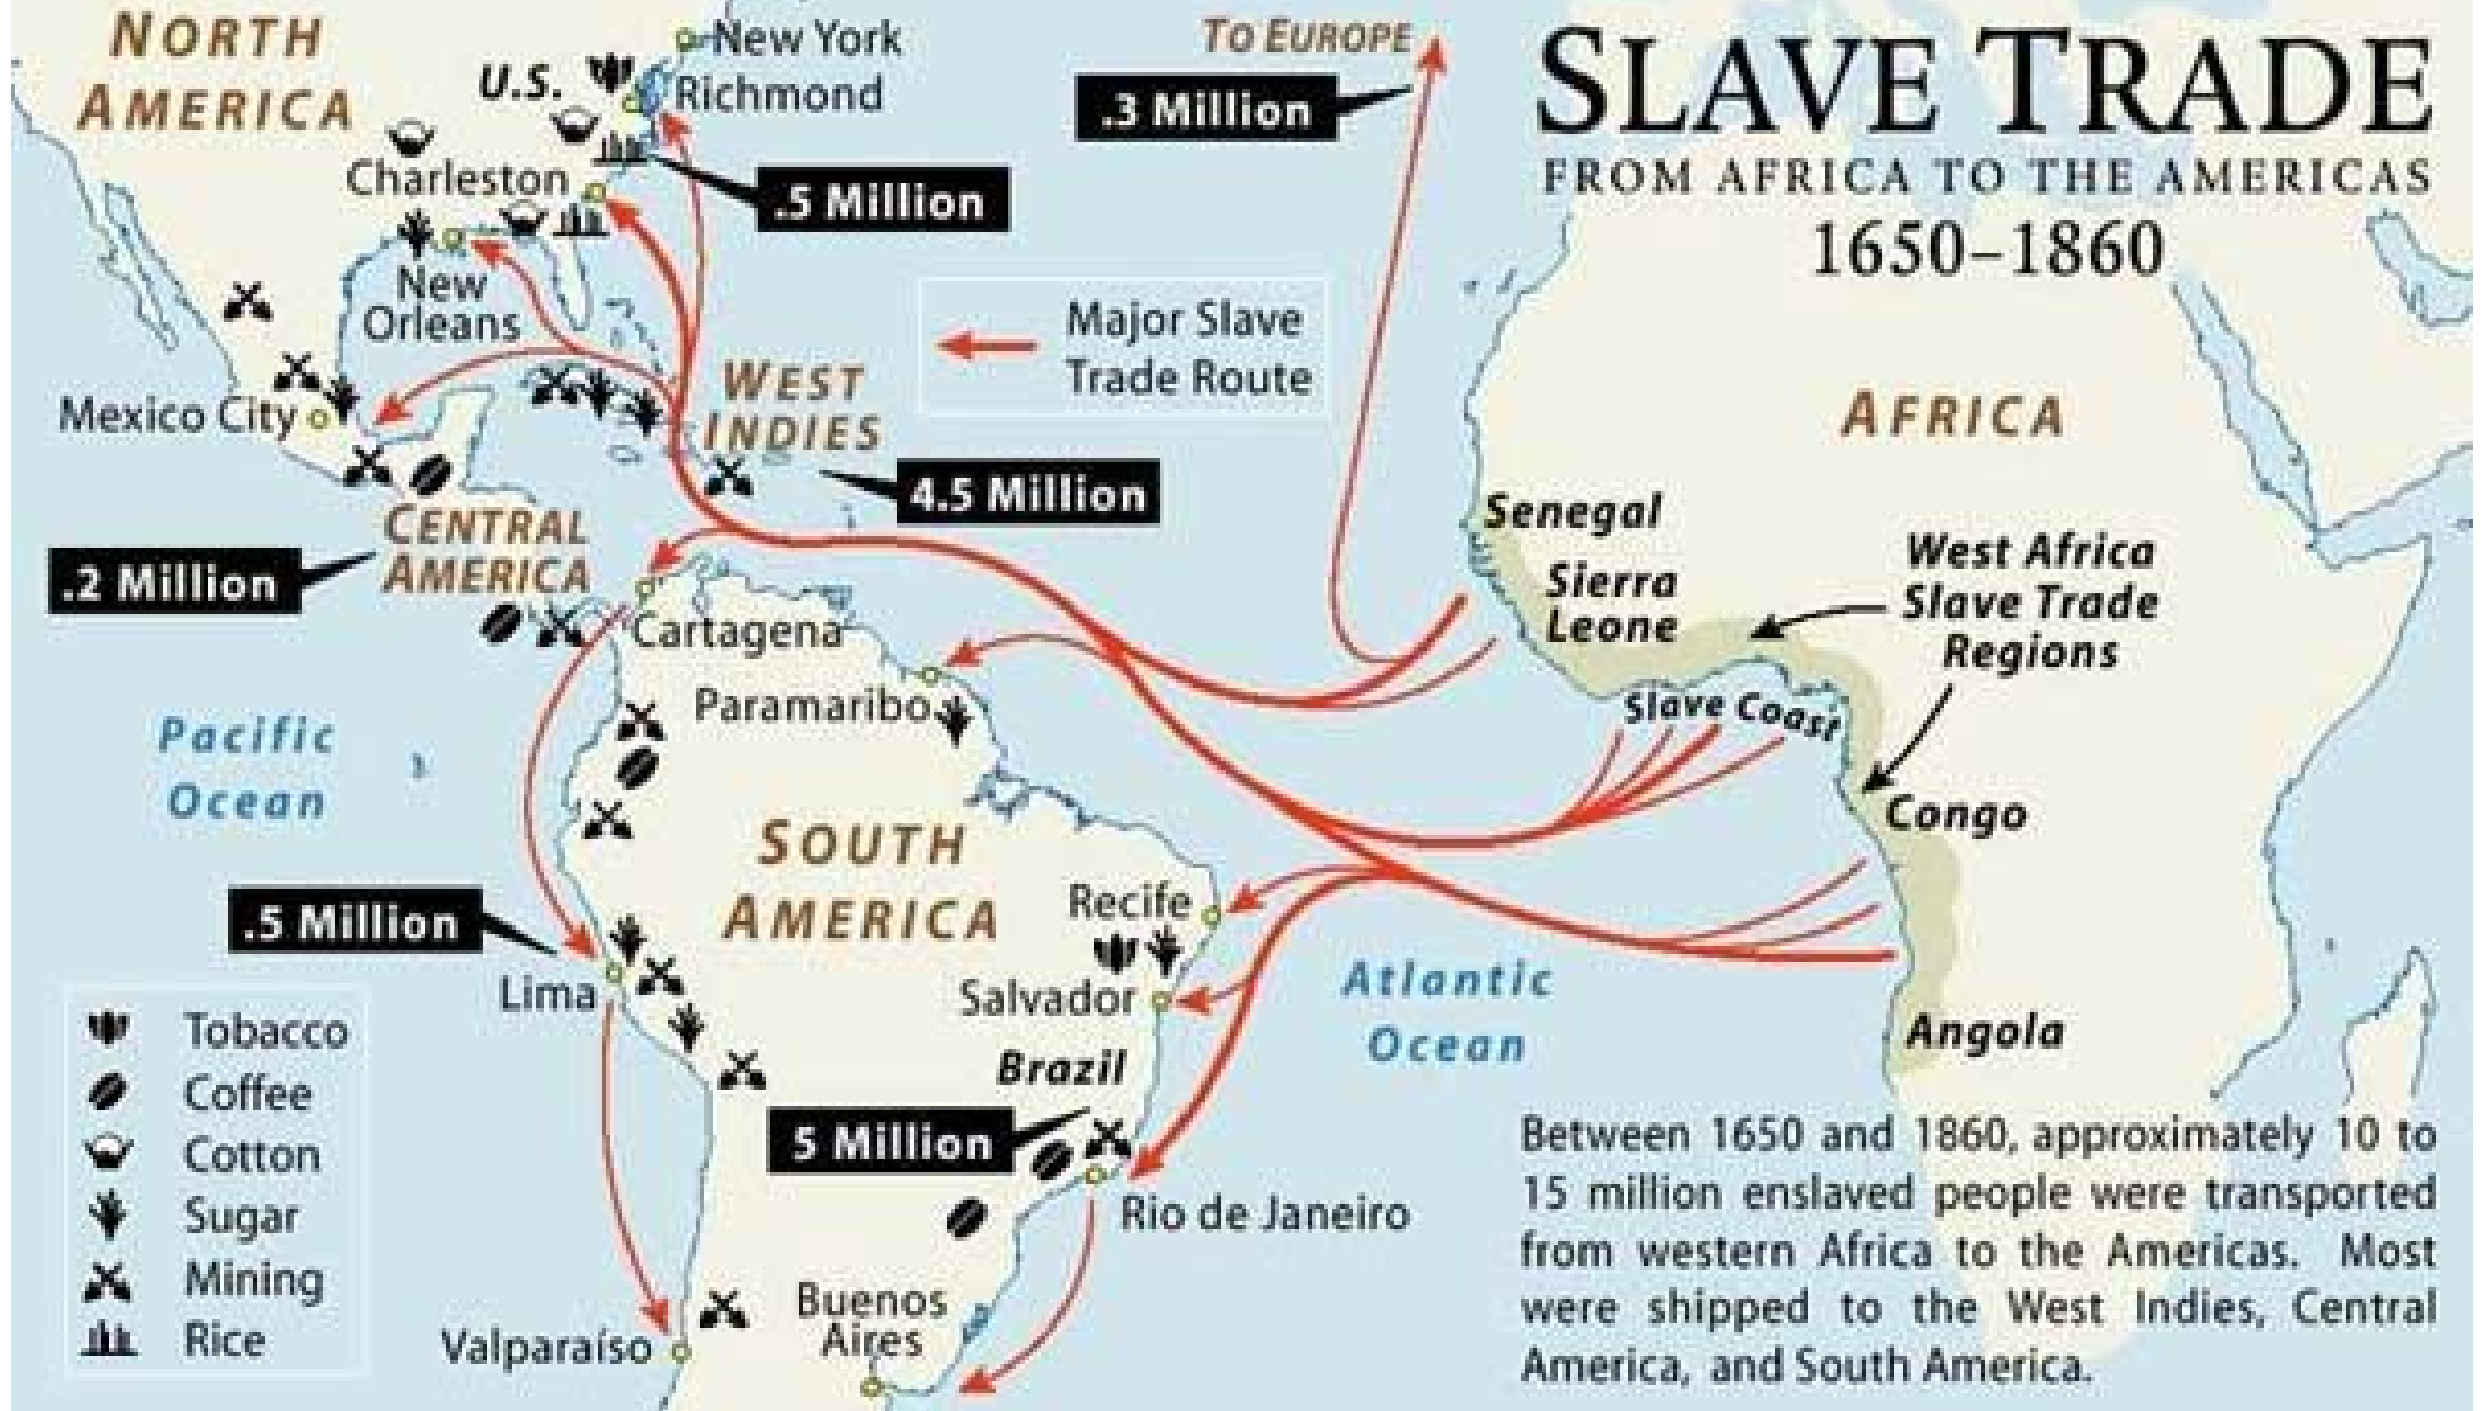 SLAVE TRADE
FROM AFRICA TO THE AMERICAS
1650–1860
NORTH
AMERICA
U.S.
New York
Richmond
Charleston
New
Orleans
Mexico City
TO EUROPE
.3 Million
.5 Million
Major Slave
Trade Route
WEST
INDIES
4.5 Million
CENTRAL
AMERICA
.2 Million
Cartagena
Paramaribo
Pacific
Ocean
SOUTH
AMERICA
.5 Million
Lima
Recife
Salvador
Brazil
5 Million
Rio de Janeiro
Buenos
Aires
Valparaíso
Atlantic
Ocean
AFRICA
Senegal
Sierra
Leone
West Africa
Slave Trade
Regions
Slave Coast
Congo
Angola
Tobacco
Coffee
Cotton
Sugar
Mining
Rice
Between 1650 and 1860, approximately 10 to
15 million enslaved people were transported
from western Africa to the Americas. Most
were shipped to the West Indies, Central
America, and South America.